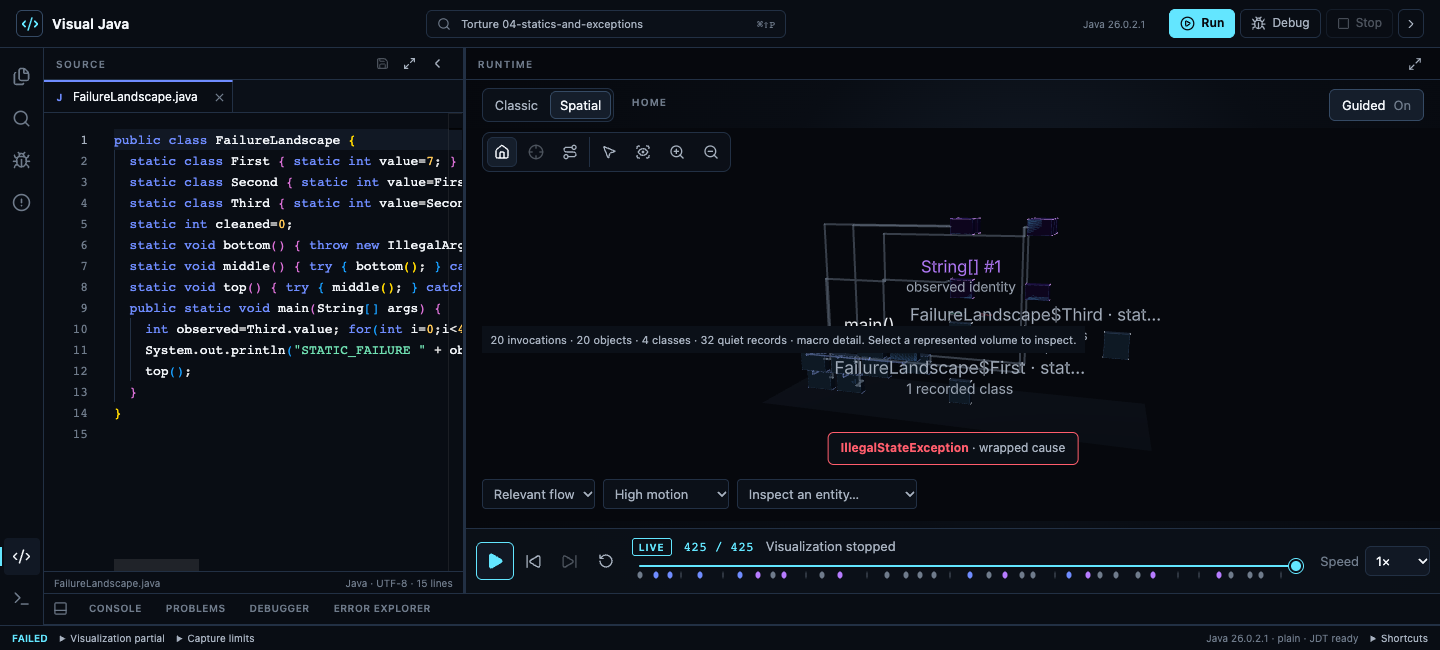 Visual Java
Torture 04-statics-and-exceptions
⌘⇧P
Java 26.0.2.1
Run
Debug
Stop
SOURCE
J FailureLandscape.java
1 public class FailureLandscape {
2 static class First { static int value=7; }
3 static class Second { static int value=Firs
4 static class Third { static int value=Secon
5 static int cleaned=0;
6 static void bottom() { throw new IllegalArg
7 static void middle() { try { bottom(); } ca
8 static void top() { try { middle(); } catch
9 public static void main(String[] args) {
10 int observed=Third.value; for(int i=0;i<4
11 System.out.println("STATIC_FAILURE " + ob
12 top();
13 }
14 }
15
FailureLandscape.java
Java · UTF-8 · 15 lines
RUNTIME
Classic
Spatial
HOME
Guided On
String[] #1
observed identity
main()
FailureLandscape$Third · stat...
20 invocations · 20 objects · 4 classes · 32 quiet records · macro detail. Select a represented volume to inspect.
FailureLandscape$First · stat...
1 recorded class
IllegalStateException · wrapped cause
Relevant flow
High motion
Inspect an entity...
LIVE
425 / 425
Visualization stopped
Speed
1×
CONSOLE
PROBLEMS
DEBUGGER
ERROR EXPLORER
FAILED
Visualization partial
Capture limits
Java 26.0.2.1 · plain · JDT ready
Shortcuts